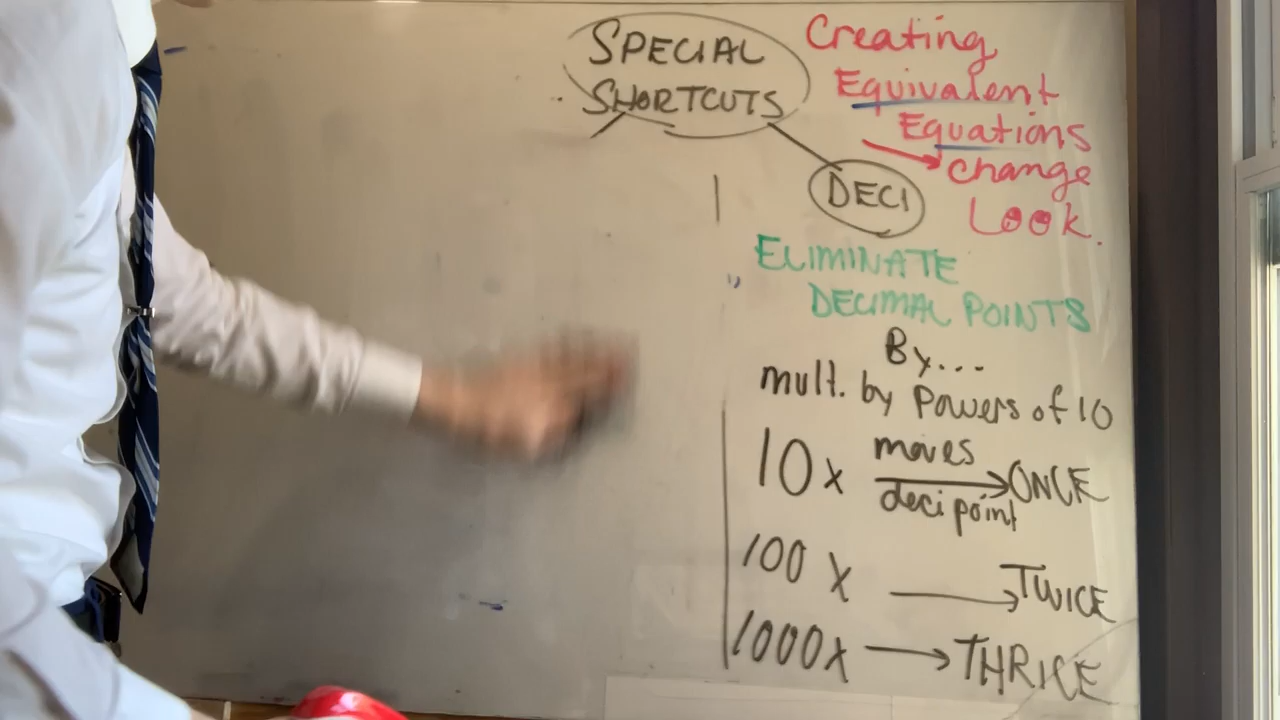 SPECIAL
SHORTCUTS
Creating
Equivalent
Equations
change
Look.
DECI
ELIMINATE
DECIMAL POINTS
By...
mult. by Powers of 10
10x moves deci point ONCE
100 x TWICE
1000x THRICE